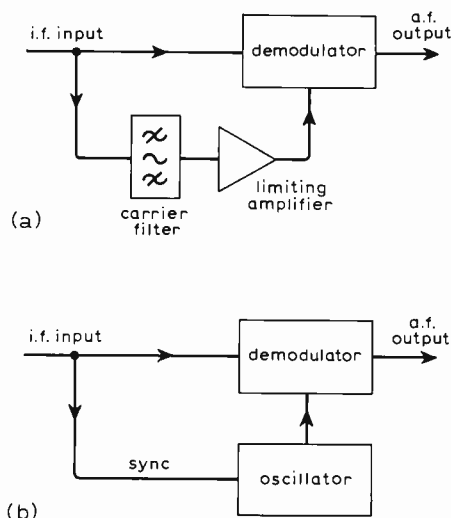 i.f. input
demodulator
a.f.
output
carrier
filter
limiting
amplifier
(a)
i.f. input
demodulator
a.f.
output
sync
oscillator
(b)